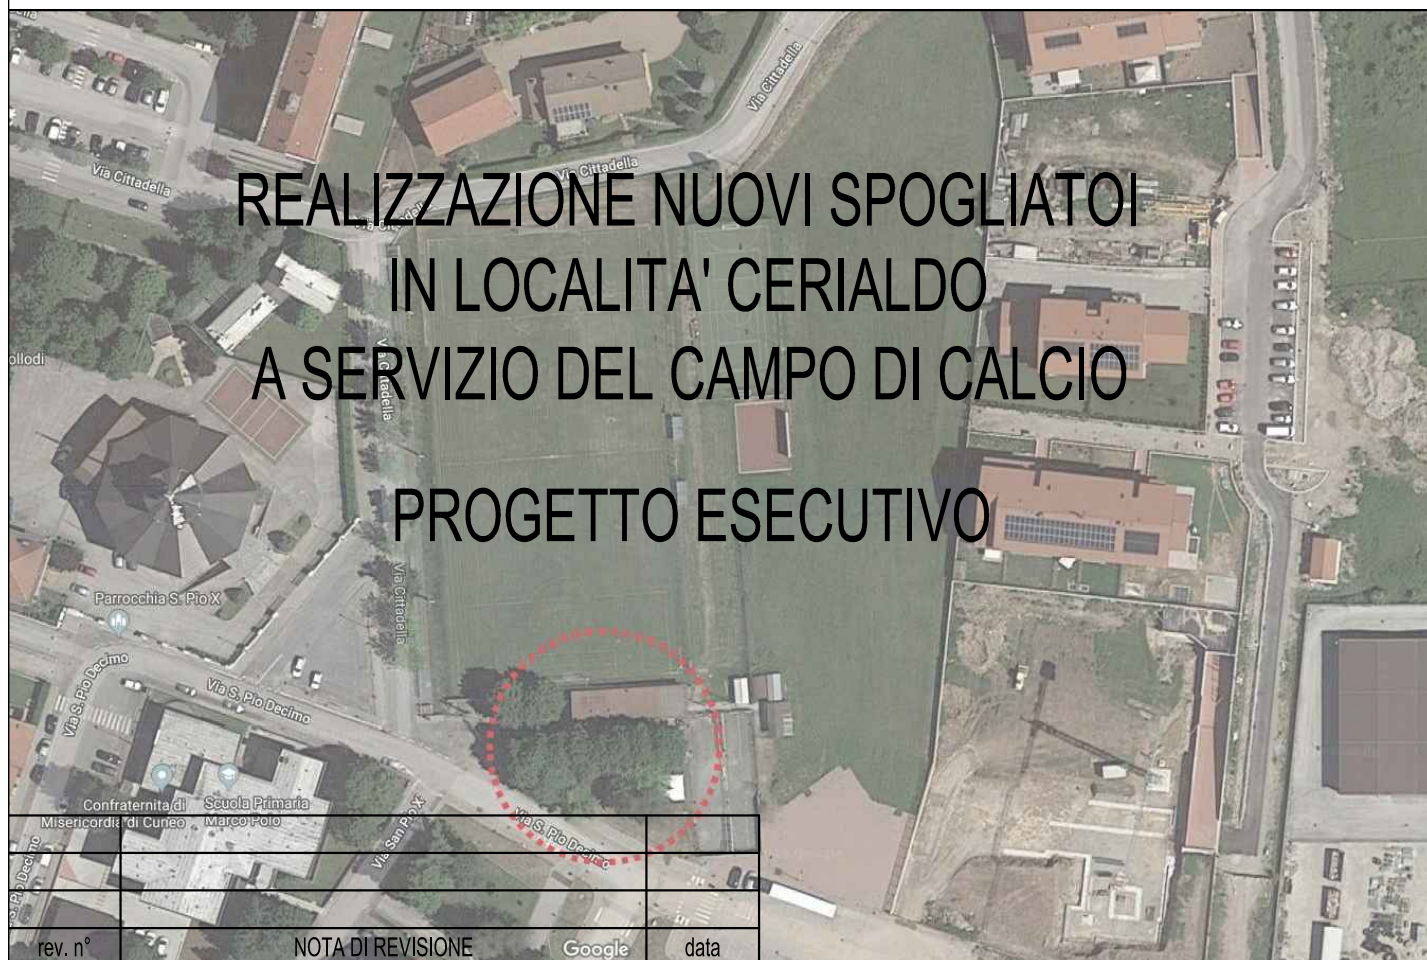 Via Cittadella
Via Cittadella
Via Cittadella
REALIZZAZIONE NUOVI SPOGLIATOI
IN LOCALITA' CERIALDO
A SERVIZIO DEL CAMPO DI CALCIO
ollodi
Via Cittadella
PROGETTO ESECUTIVO
Via Cittadella
Parrocchia S. Pio X
Via S. Pio Decimo
Via S. Pio Decimo
Confraternita di
Misericordia di Cuneo
Scuola Primaria
Marco Polo
Via San Pio X
Via S. Pio Decimo
S. Pio Decimo
rev. n°
NOTA DI REVISIONE
Google
data